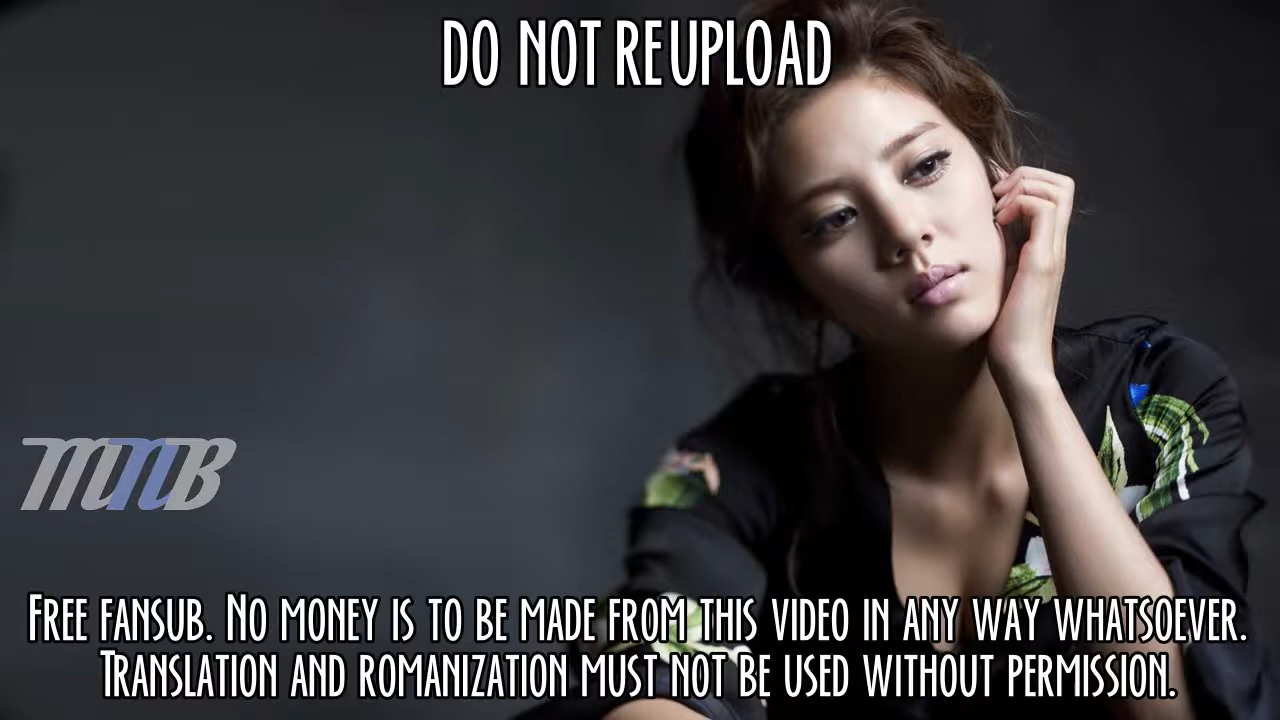 DO NOT REUPLOAD
MNB
FREE FANSUB. NO MONEY IS TO BE MADE FROM THIS VIDEO IN ANY WAY WHATSOEVER.
TRANSLATION AND ROMANIZATION MUST NOT BE USED WITHOUT PERMISSION.